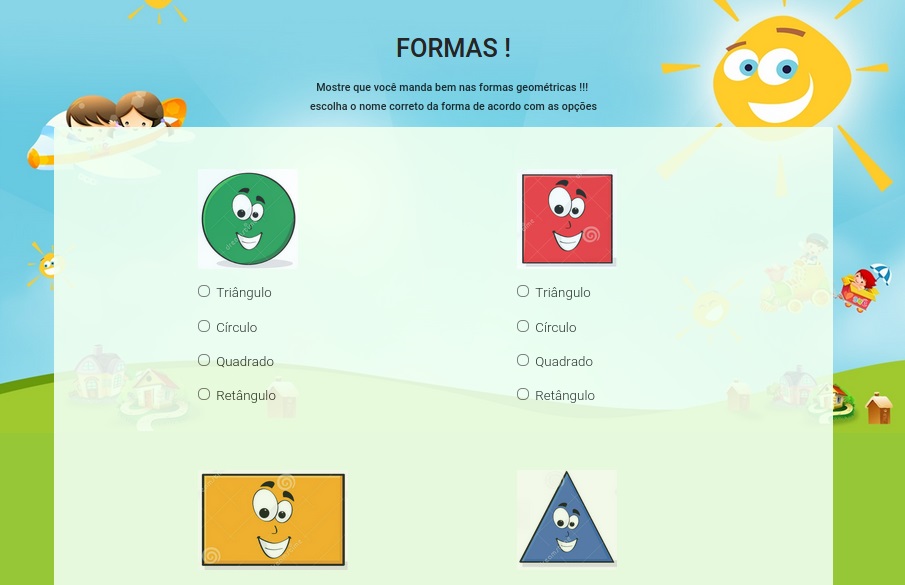 FORMAS !
Mostre que você manda bem nas formas geométricas !!!
escolha o nome correto da forma de acordo com as opções
Triângulo
Círculo
Quadrado
Retângulo
Triângulo
Círculo
Quadrado
Retângulo